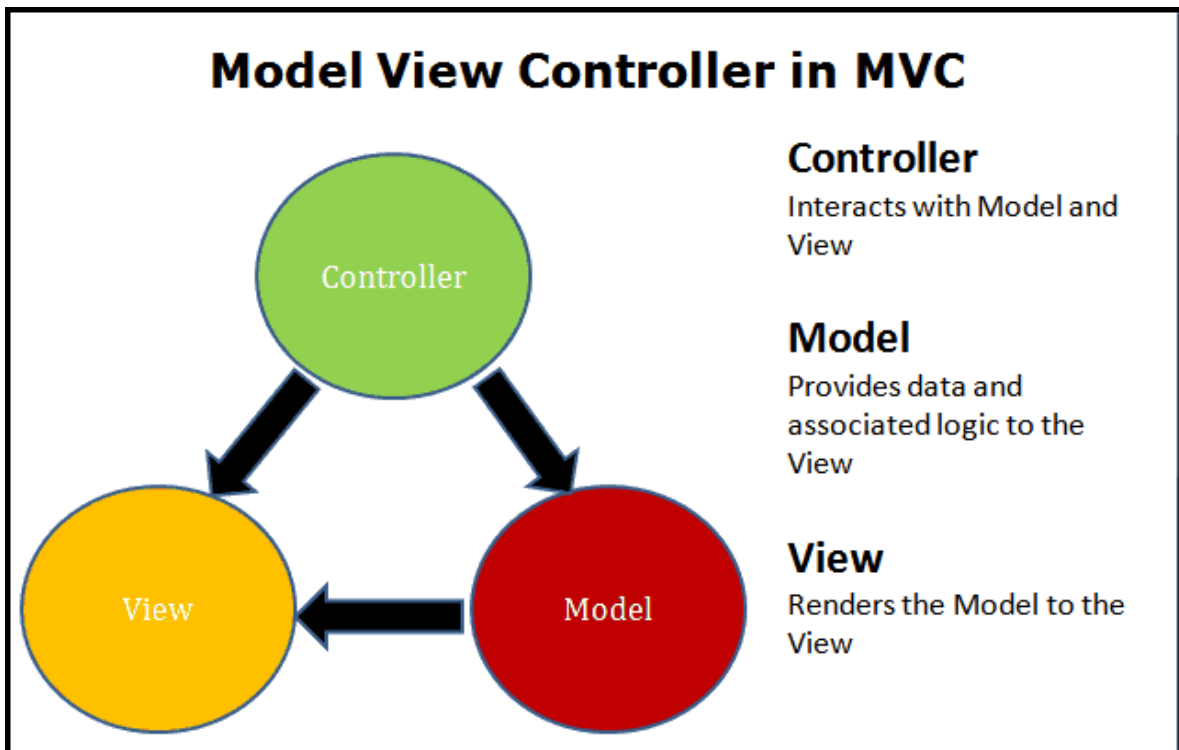 Model View Controller in MVC
Controller
Interacts with Model and
View
Model
Provides data and
associated logic to the
View
View
Renders the Model to the
View
Controller
View
Model